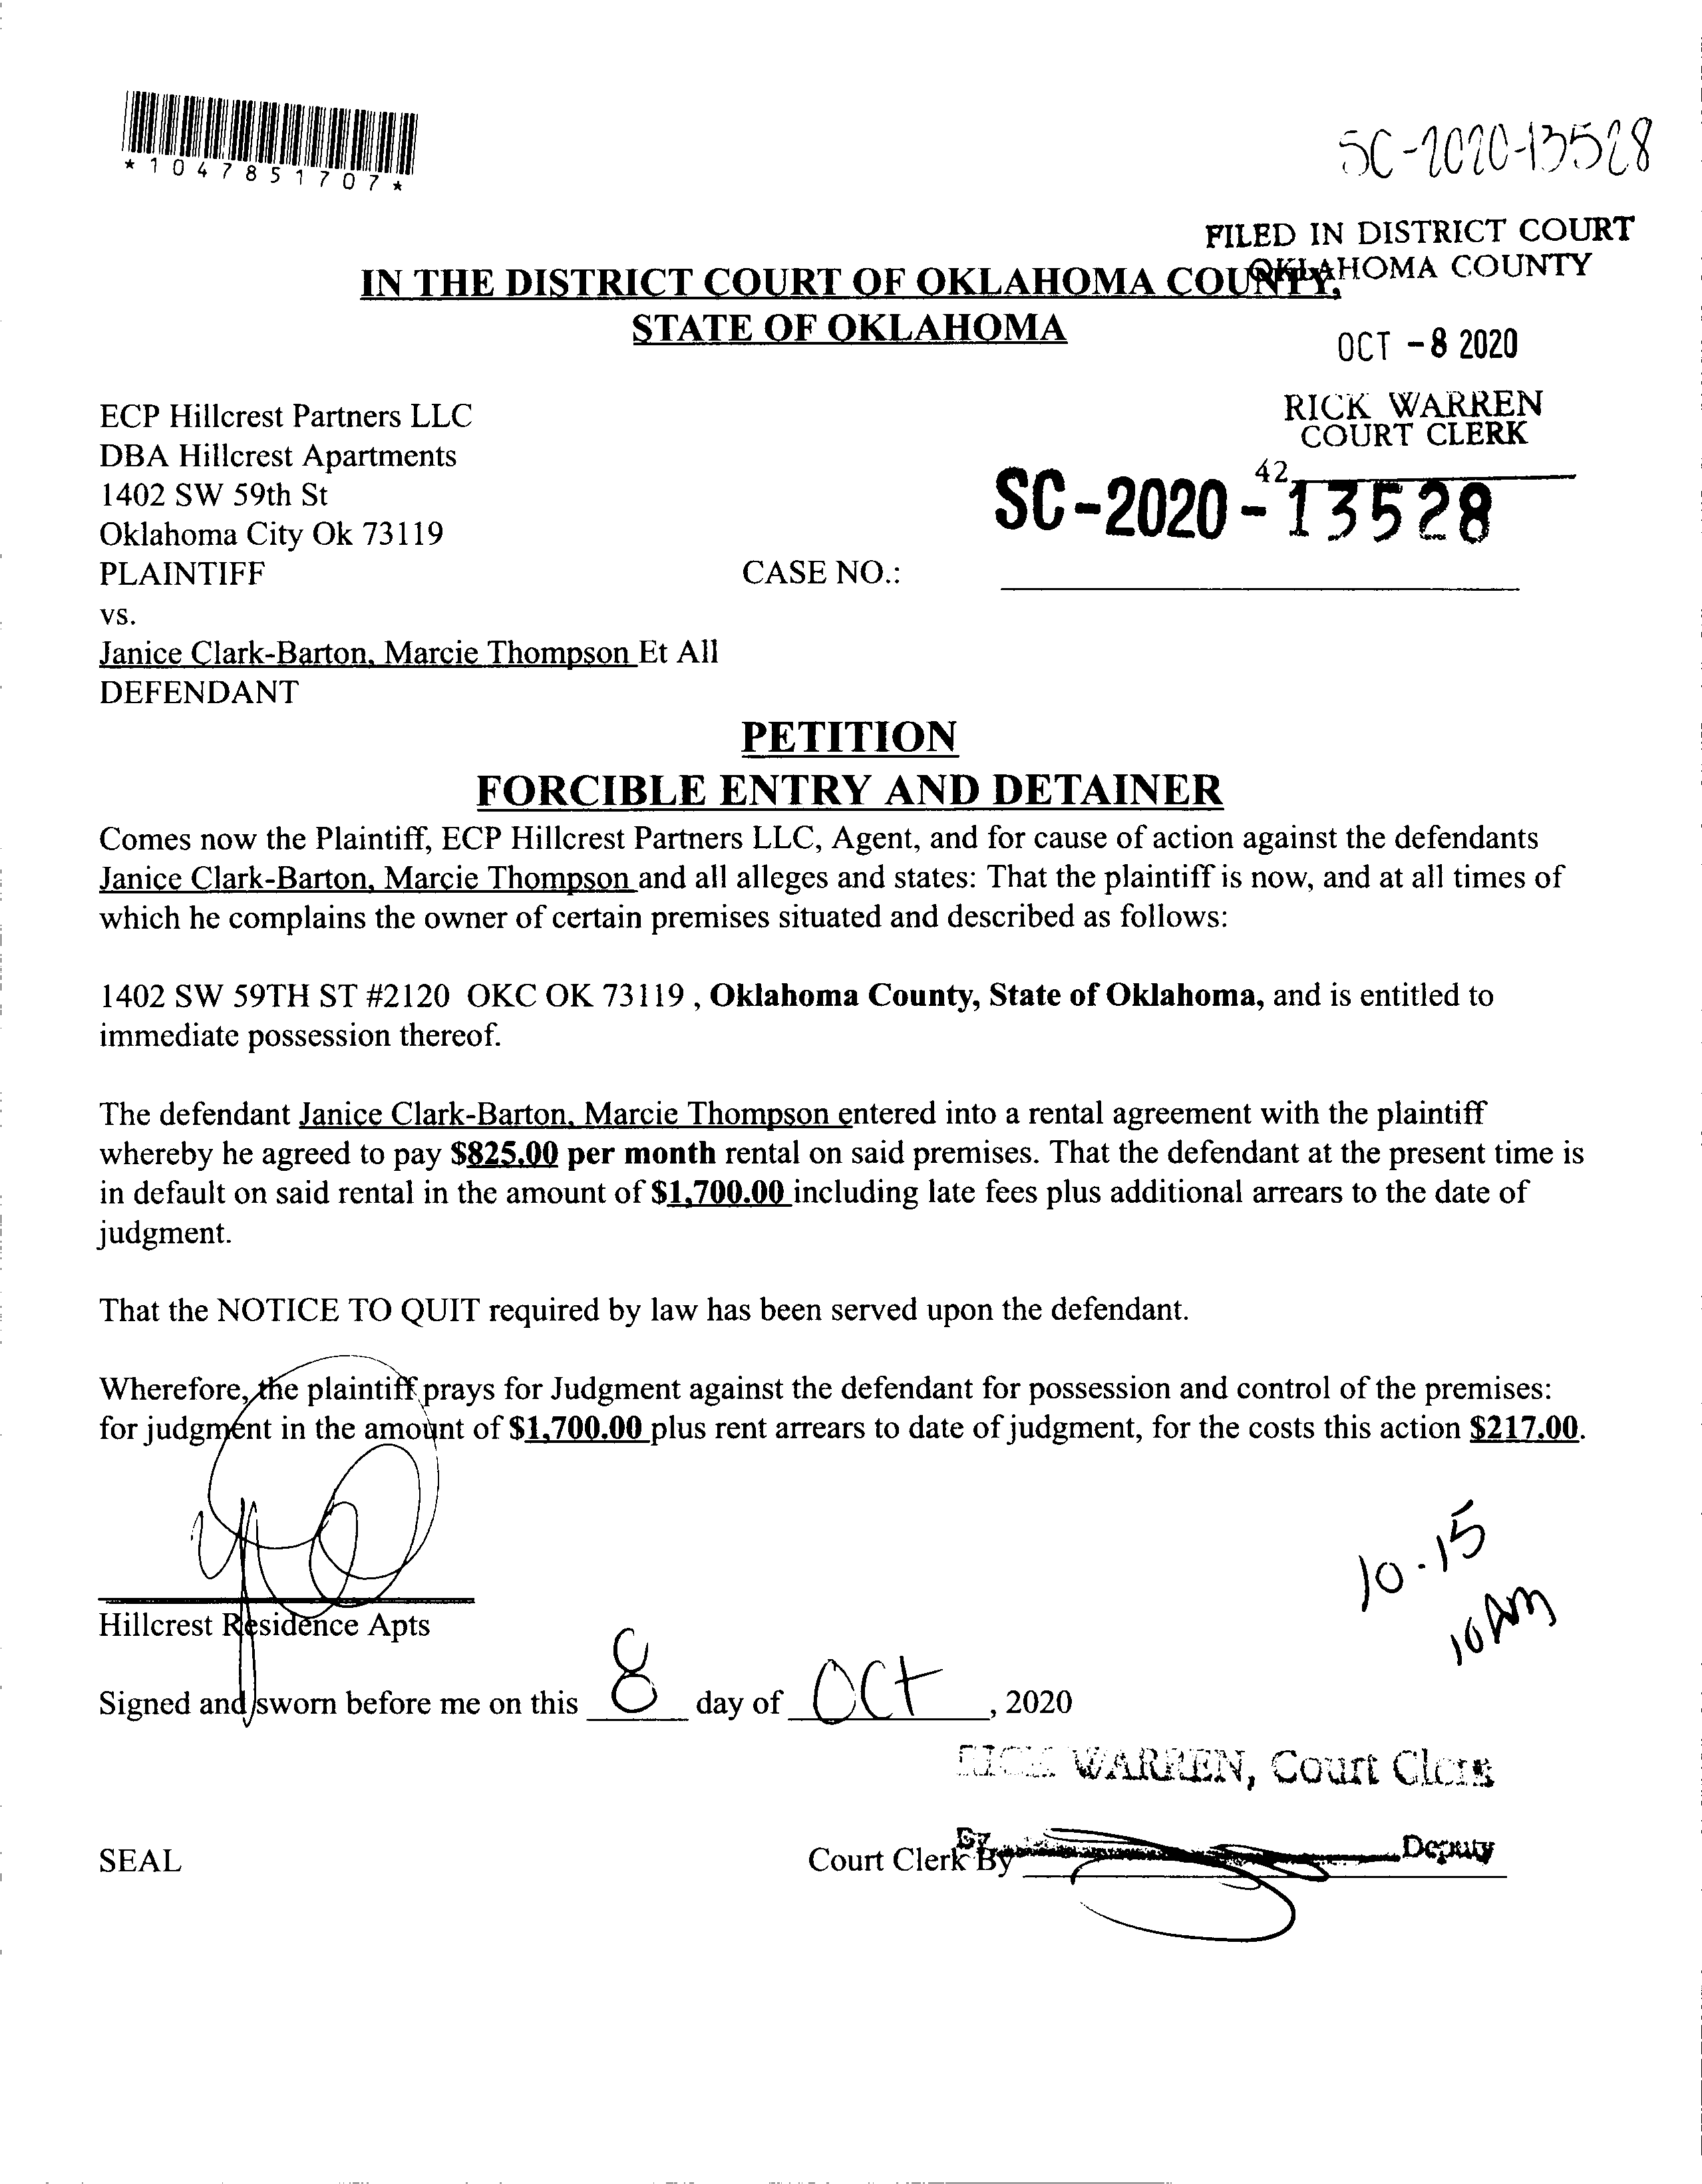 *1047851707*
SC-2020-13528
FILED IN DISTRICT COURT
OKLAHOMA COUNTY
IN THE DISTRICT COURT OF OKLAHOMA COUNTY,
STATE OF OKLAHOMA
OCT -8 2020
RICK WARREN
COURT CLERK
42
SC-2020-13528
ECP Hillcrest Partners LLC
DBA Hillcrest Apartments
1402 SW 59th St
Oklahoma City Ok 73119
PLAINTIFF CASE NO.:
vs.
Janice Clark-Barton, Marcie Thompson Et All
DEFENDANT
PETITION
FORCIBLE ENTRY AND DETAINER
Comes now the Plaintiff, ECP Hillcrest Partners LLC, Agent, and for cause of action against the defendants
Janice Clark-Barton, Marcie Thompson and all alleges and states: That the plaintiff is now, and at all times of
which he complains the owner of certain premises situated and described as follows:
1402 SW 59TH ST #2120 OKC OK 73119 , Oklahoma County, State of Oklahoma, and is entitled to
immediate possession thereof.
The defendant Janice Clark-Barton, Marcie Thompson entered into a rental agreement with the plaintiff
whereby he agreed to pay $825.00 per month rental on said premises. That the defendant at the present time is
in default on said rental in the amount of $1,700.00 including late fees plus additional arrears to the date of
judgment.
That the NOTICE TO QUIT required by law has been served upon the defendant.
Wherefore, the plaintiff prays for Judgment against the defendant for possession and control of the premises:
for judgment in the amount of $1,700.00 plus rent arrears to date of judgment, for the costs this action $217.00.
10-15
10 AM
Hillcrest Residence Apts
Signed and sworn before me on this 8 day of Oct, 2020
RICK WARREN, Court Clerk
SEAL
Court Clerk By
By Deputy